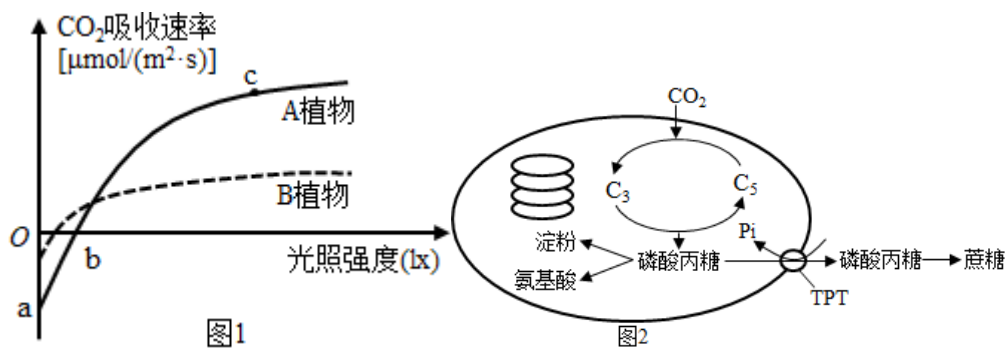 CO₂吸收速率
[μmol/(m²·s)]
c
A植物
B植物
O
b
光照强度(lx)
a
图1
CO₂
C₃
C₅
淀粉
氨基酸
磷酸丙糖
Pi
TPT
磷酸丙糖
蔗糖
图2